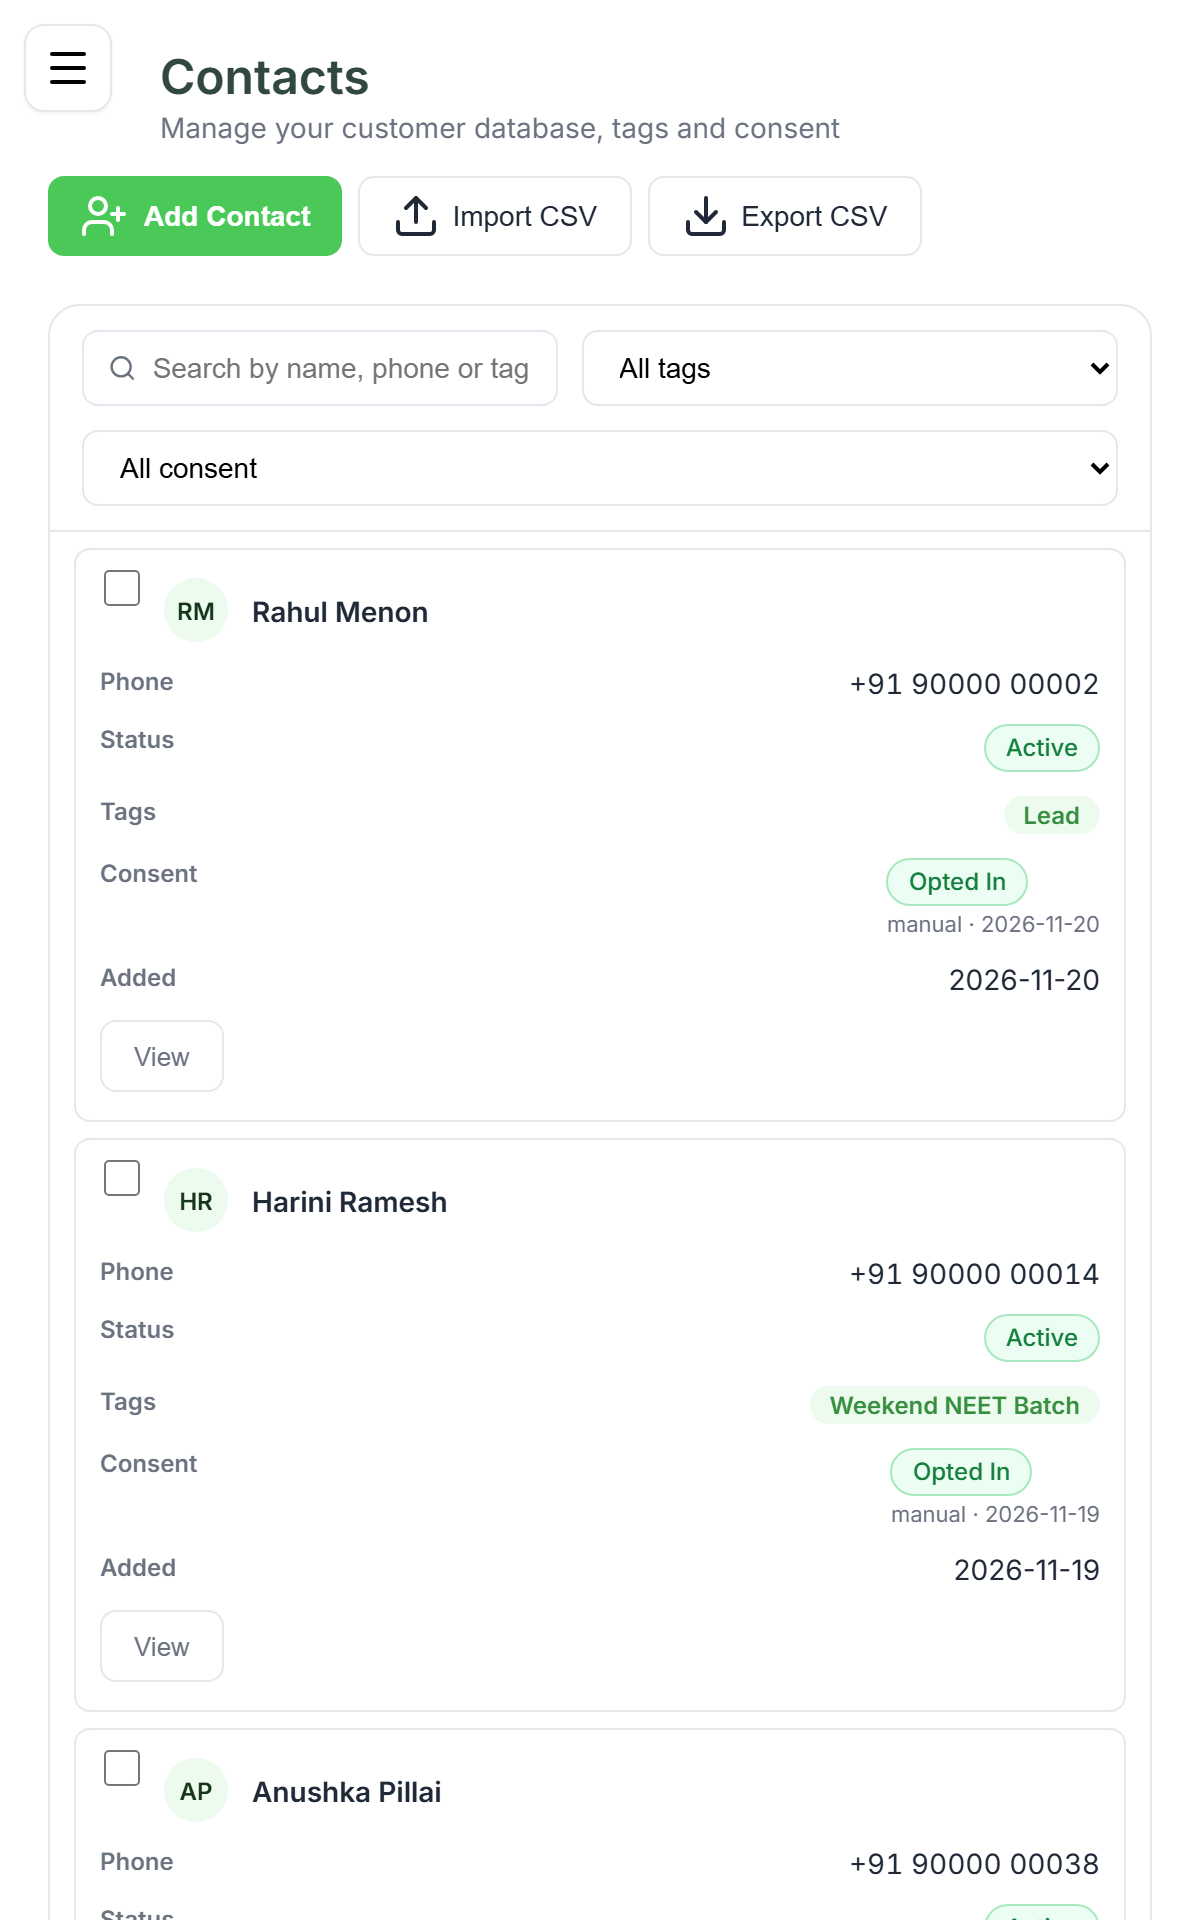 Contacts
Manage your customer database, tags and consent
Add Contact
Import CSV
Export CSV
Search by name, phone or tag
All tags
All consent
RM Rahul Menon
Phone +91 90000 00002
Status Active
Tags Lead
Consent Opted In
manual · 2026-11-20
Added 2026-11-20
View
HR Harini Ramesh
Phone +91 90000 00014
Status Active
Tags Weekend NEET Batch
Consent Opted In
manual · 2026-11-19
Added 2026-11-19
View
AP Anushka Pillai
Phone +91 90000 00038
Status Active